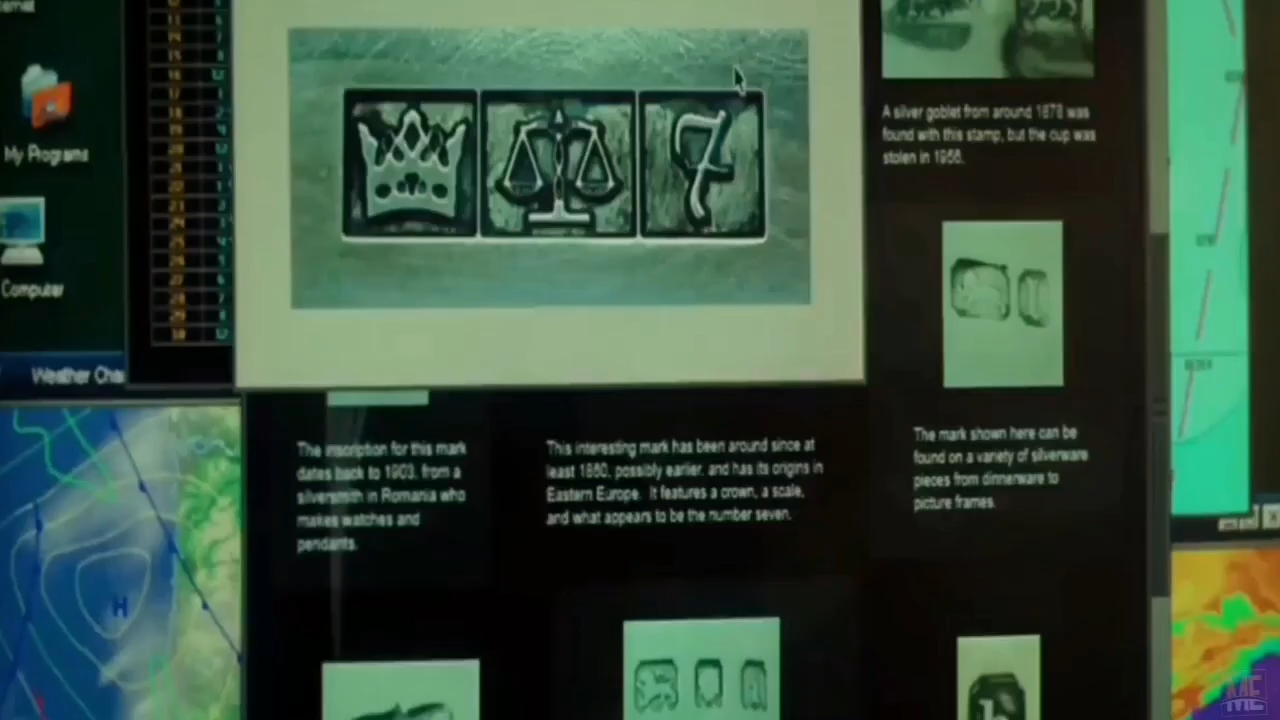 My Programs
Computer
Weather Cha
7
A silver goblet from around 1878 was
found with this stamp, but the cup was
stolen in 1956.
The inscription for this mark
dates back to 1903, from a
silversmith in Romania who
makes watches and
pendants.
This interesting mark has been around since at
least 1860, possibly earlier, and has its origins in
Eastern Europe. It features a crown, a scale,
and what appears to be the number seven.
The mark shown here can be
found on a variety of silverware
pieces from dinnerware to
picture frames.
H
ME